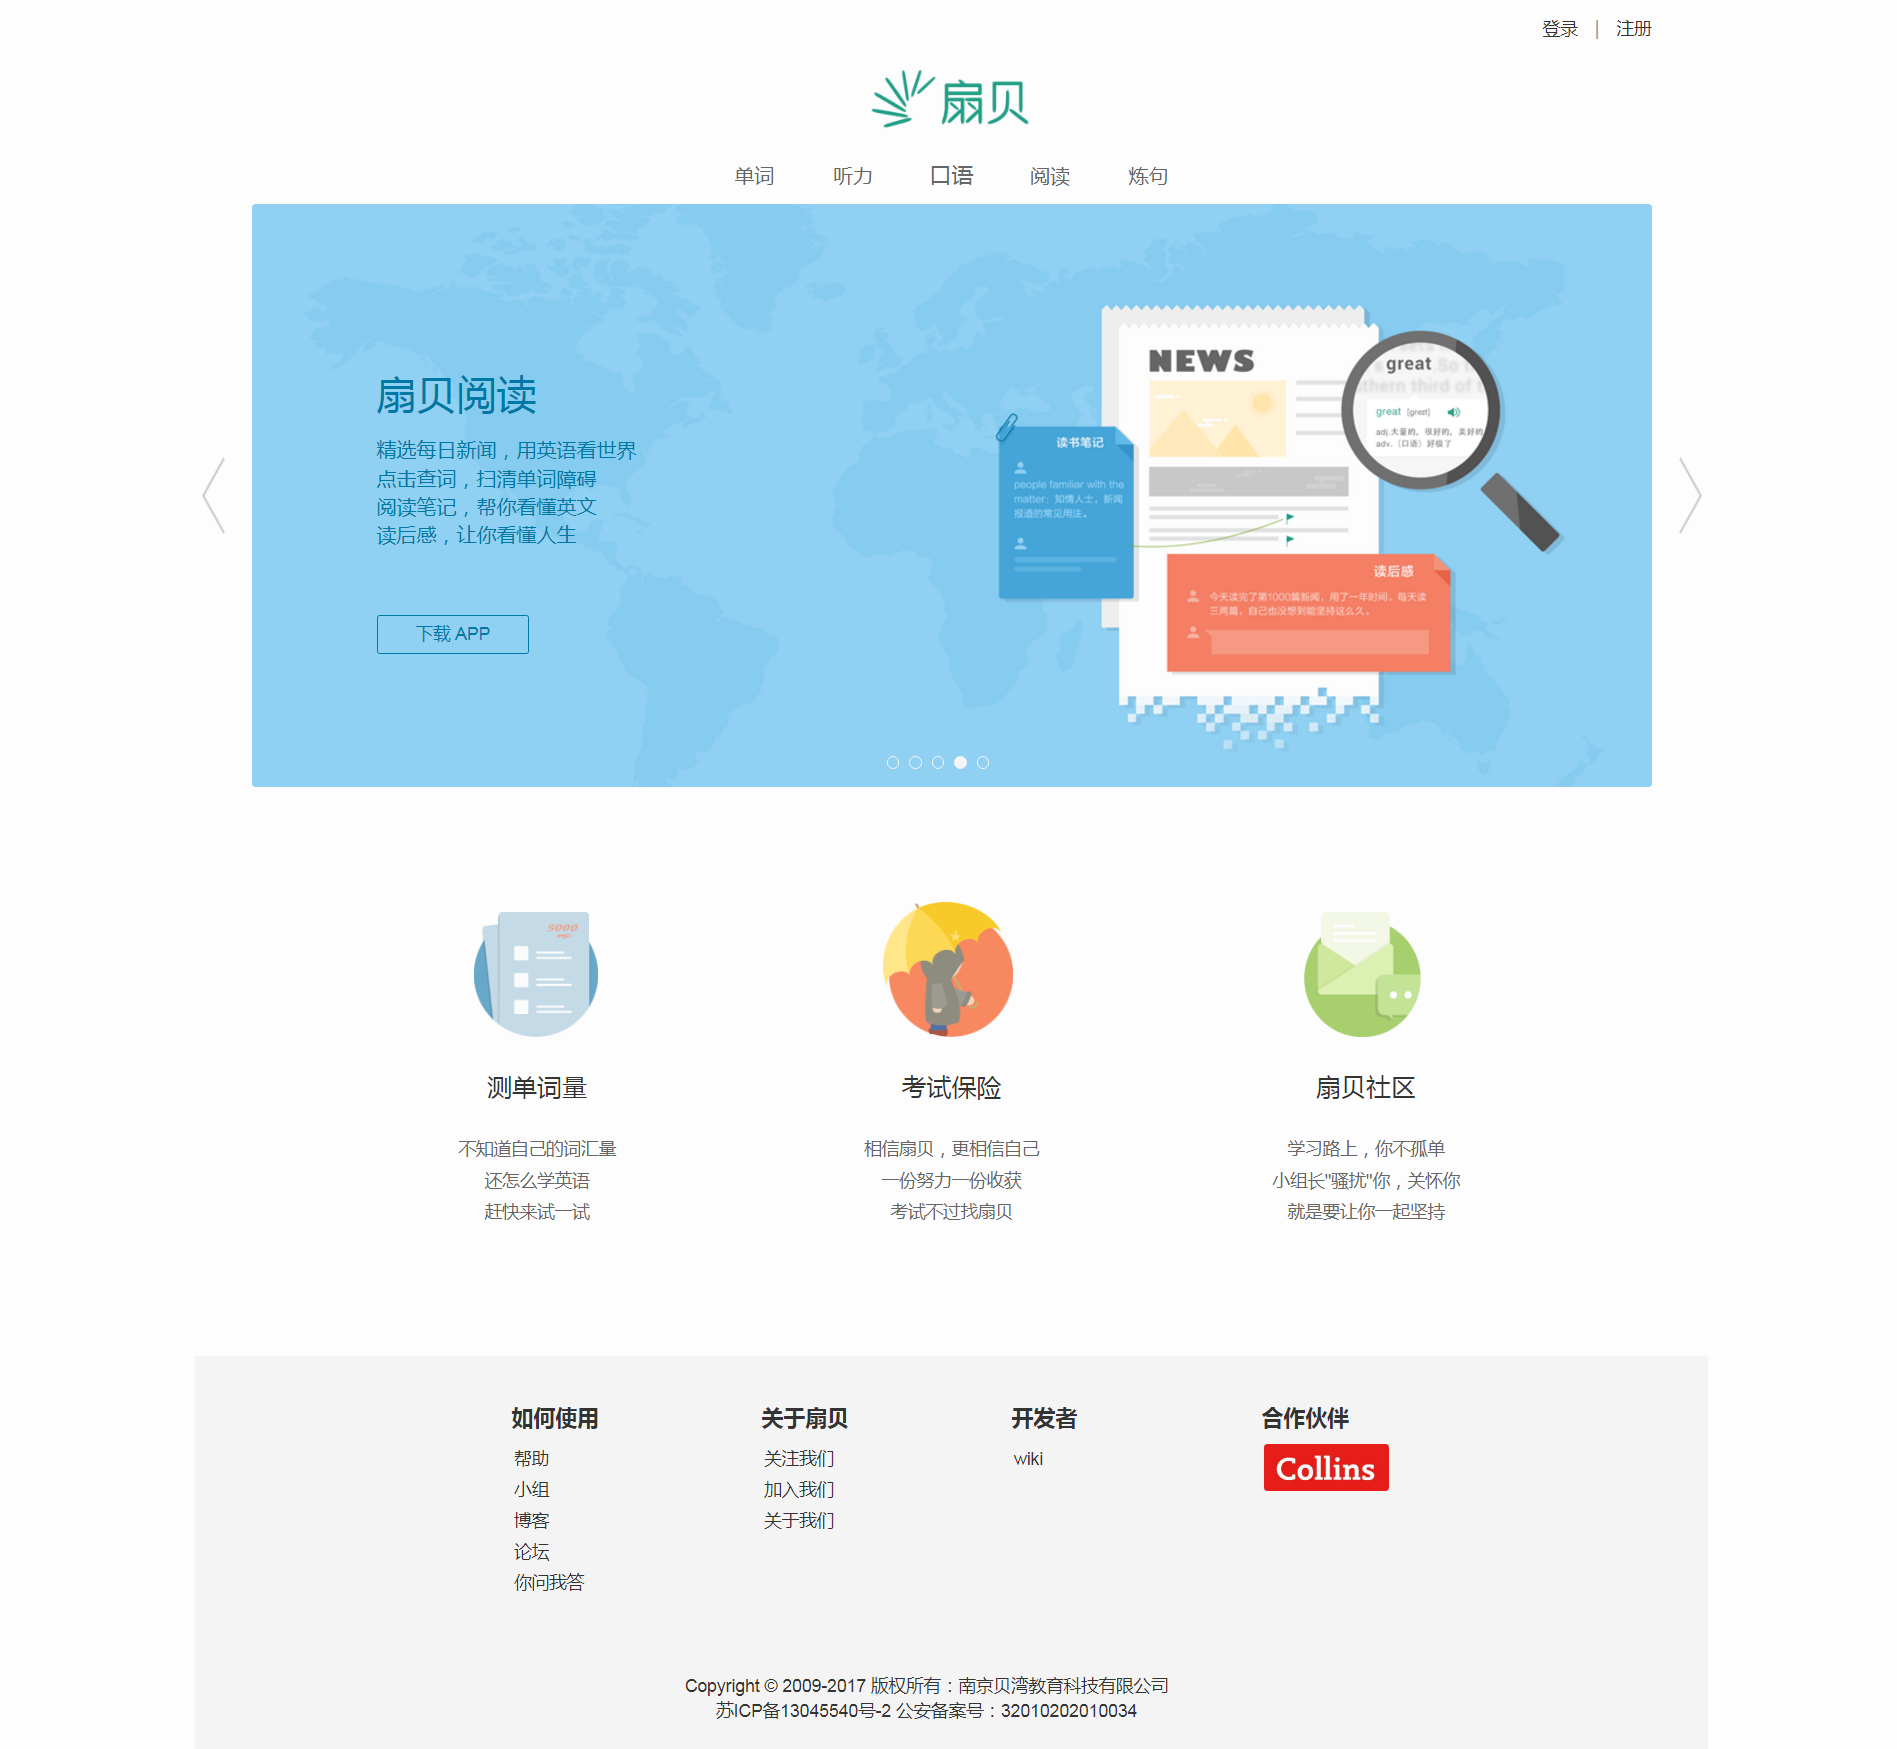 登录 | 注册
扇贝
单词 听力 口语 阅读 炼句
扇贝阅读
精选每日新闻，用英语看世界
点击查词，扫清单词障碍
阅读笔记，帮你看懂英文
读后感，让你看懂人生
下载 APP
NEWS
great
So
thern third of t
great [greɪt]
adj.大量的，很好的，美好的
adv.（口语）好极了
读书笔记
people familiar with the
matter：知情人士，新闻
报道的常见用法。
读后感
今天读完了第1000篇新闻，用了一年时间，每天读
三两篇，自己也没想到能坚持这么久。
5000
测单词量
不知道自己的词汇量
还怎么学英语
赶快来试一试
考试保险
相信扇贝，更相信自己
一份努力一份收获
考试不过找扇贝
扇贝社区
学习路上，你不孤单
小组长"骚扰"你，关怀你
就是要让你一起坚持
如何使用
帮助
小组
博客
论坛
你问我答
关于扇贝
关注我们
加入我们
关于我们
开发者
wiki
合作伙伴
Collins
Copyright © 2009-2017 版权所有：南京贝湾教育科技有限公司
苏ICP备13045540号-2 公安备案号：32010202010034